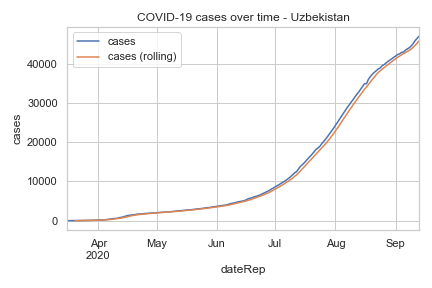 COVID-19 cases over time - Uzbekistan
cases
cases (rolling)
cases
40000
30000
20000
10000
0
Apr
2020
May
Jun
Jul
Aug
Sep
dateRep